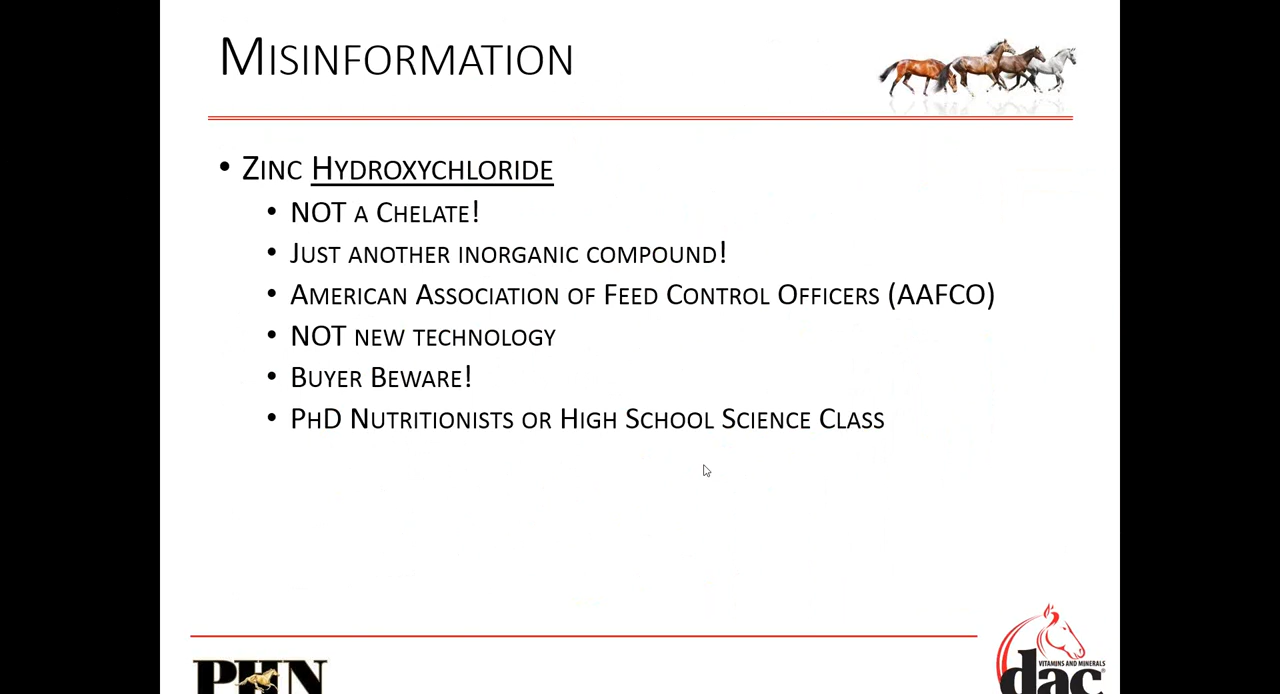 MISINFORMATION
• ZINC HYDROXYCHLORIDE
• NOT A CHELATE!
• JUST ANOTHER INORGANIC COMPOUND!
• AMERICAN ASSOCIATION OF FEED CONTROL OFFICERS (AAFCO)
• NOT NEW TECHNOLOGY
• BUYER BEWARE!
• PHD NUTRITIONISTS OR HIGH SCHOOL SCIENCE CLASS
PHN
dac
VITAMINS AND MINERALS